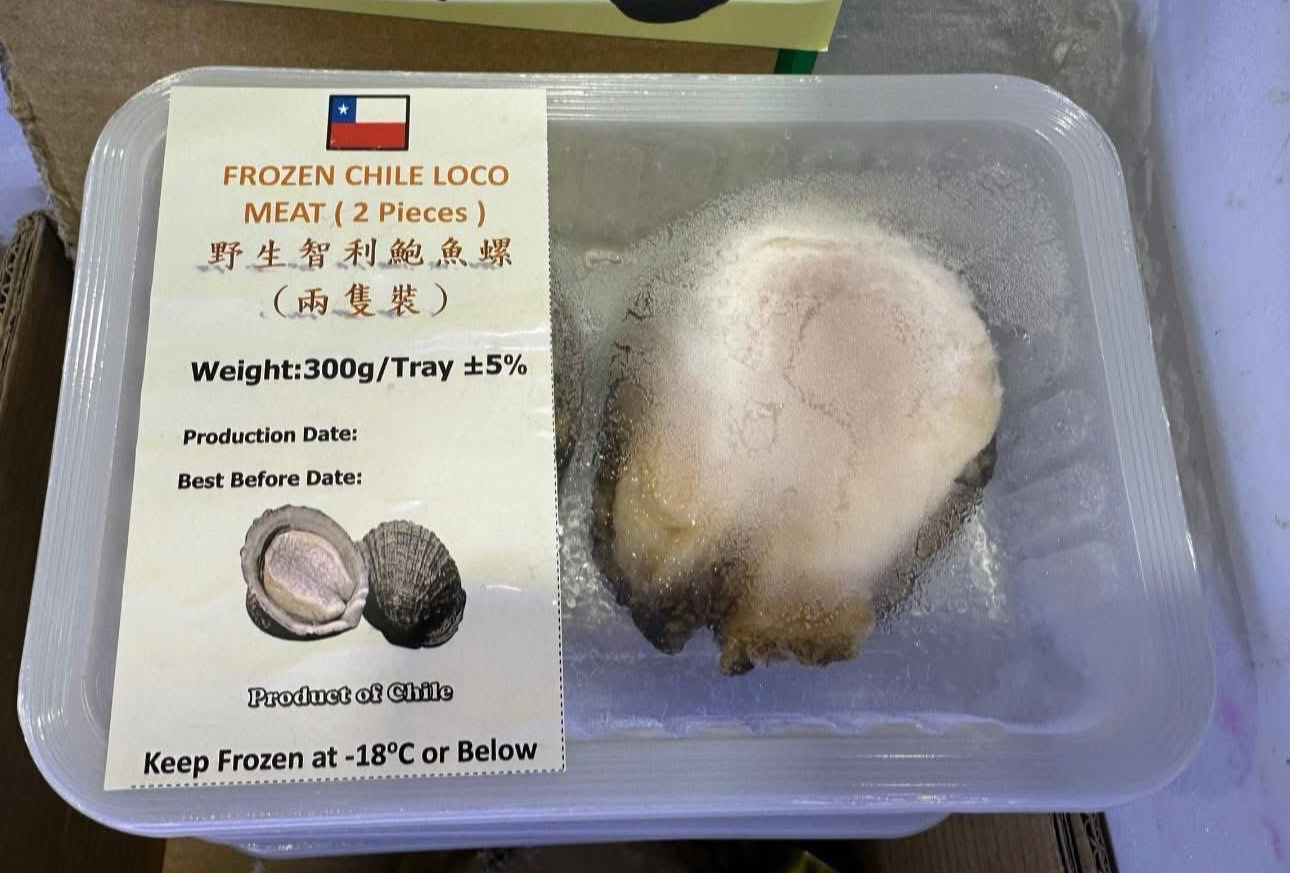 FROZEN CHILE LOCO
MEAT ( 2 Pieces )
野生智利鮑魚螺
（兩隻裝）
Weight:300g/Tray ±5%
Production Date:
Best Before Date:
Product of Chile
Keep Frozen at -18ºC or Below